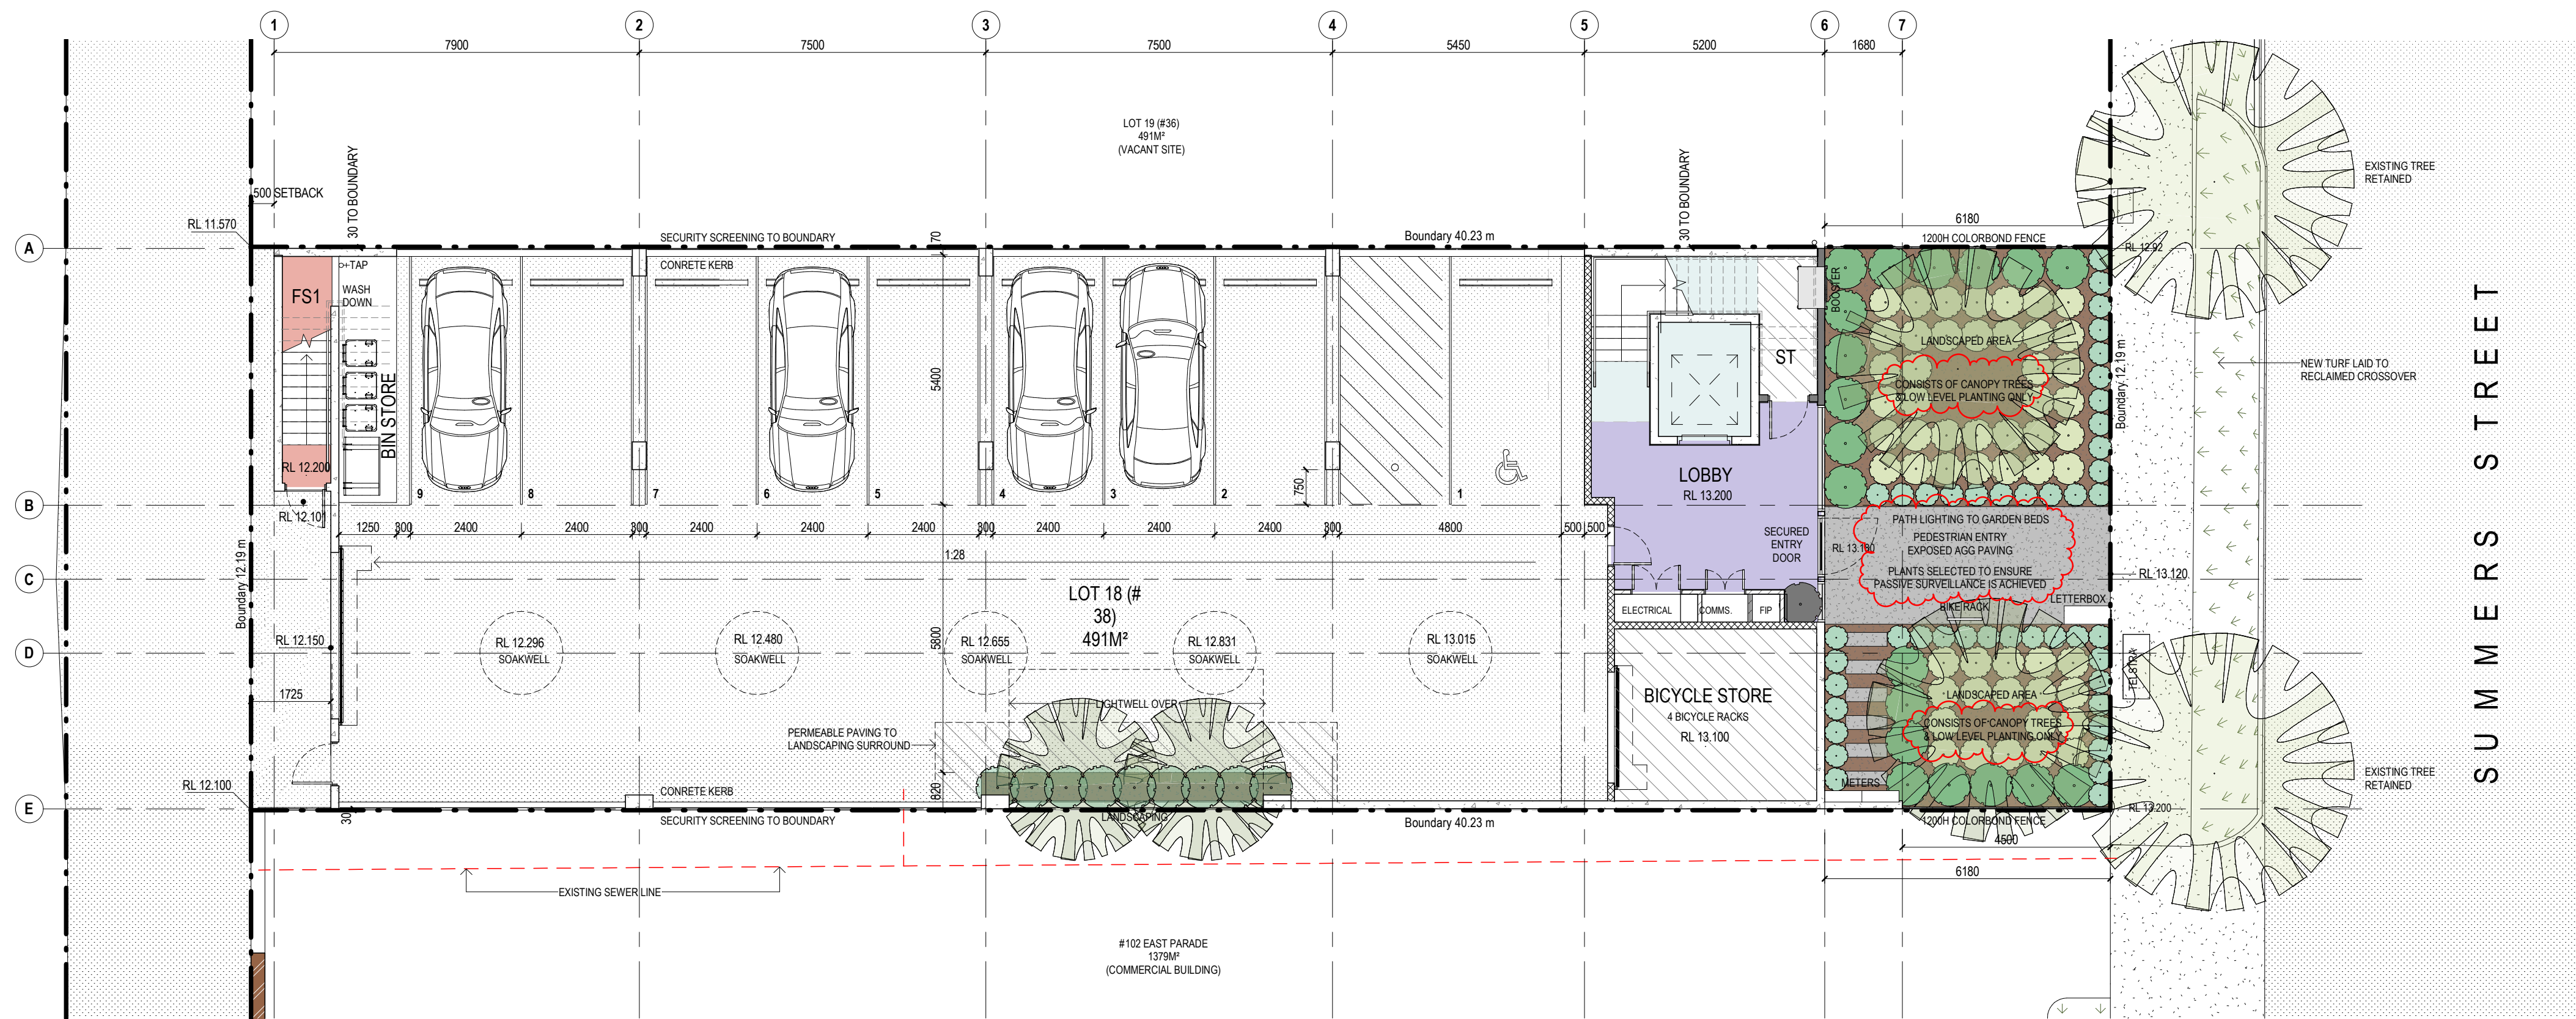 1 2 3 4 5 6 7
7900 7500 7500 5450 5200 1680
LOT 19 (#36)
491M²
(VACANT SITE)
EXISTING TREE
RETAINED
500 SETBACK
30 TO BOUNDARY
30 TO BOUNDARY
RL 11.570
6180
A
SECURITY SCREENING TO BOUNDARY
70
Boundary 40.23 m
1200H COLORBOND FENCE
RL 12.92
TAP
CONRETE KERB
FS1
WASH
DOWN
BOOSTER
LANDSCAPED AREA
ST
Boundary 12.19 m
NEW TURF LAID TO
RECLAIMED CROSSOVER
5400
CONSISTS OF CANOPY TREES
& LOW LEVEL PLANTING ONLY
BIN STORE
SUMMERS STREET
RL 12.200
LOBBY
RL 13.200
750
9 8 7 6 5 4 3 2 1
B
RL 12.101
1250 300 2400 2400 300 2400 2400 2400 300 2400 2400 2400 300 4800 500 500
PATH LIGHTING TO GARDEN BEDS
SECURED
ENTRY
DOOR
PEDESTRIAN ENTRY
EXPOSED AGG PAVING
RL 13.100
1:28
PLANTS SELECTED TO ENSURE
PASSIVE SURVEILLANCE IS ACHIEVED
RL 13.120
C
Boundary 12.19 m
LOT 18 (#
38)
491M²
ELECTRICAL
COMMS.
FIP
BIKE RACK
LETTERBOX
RL 12.150
RL 12.296
SOAKWELL
RL 12.480
SOAKWELL
RL 12.655
SOAKWELL
RL 12.831
SOAKWELL
RL 13.015
SOAKWELL
D
5800
TELSTRA
1725
LIGHTWELL OVER
BICYCLE STORE
4 BICYCLE RACKS
RL 13.100
LANDSCAPED AREA
CONSISTS OF CANOPY TREES
& LOW LEVEL PLANTING ONLY
PERMEABLE PAVING TO
LANDSCAPING SURROUND
EXISTING TREE
RETAINED
RL 12.100
CONRETE KERB
820
METERS
E
30
SECURITY SCREENING TO BOUNDARY
LANDSCAPING
Boundary 40.23 m
RL 13.200
1200H COLORBOND FENCE
4500
6180
EXISTING SEWER LINE
#102 EAST PARADE
1379M²
(COMMERCIAL BUILDING)